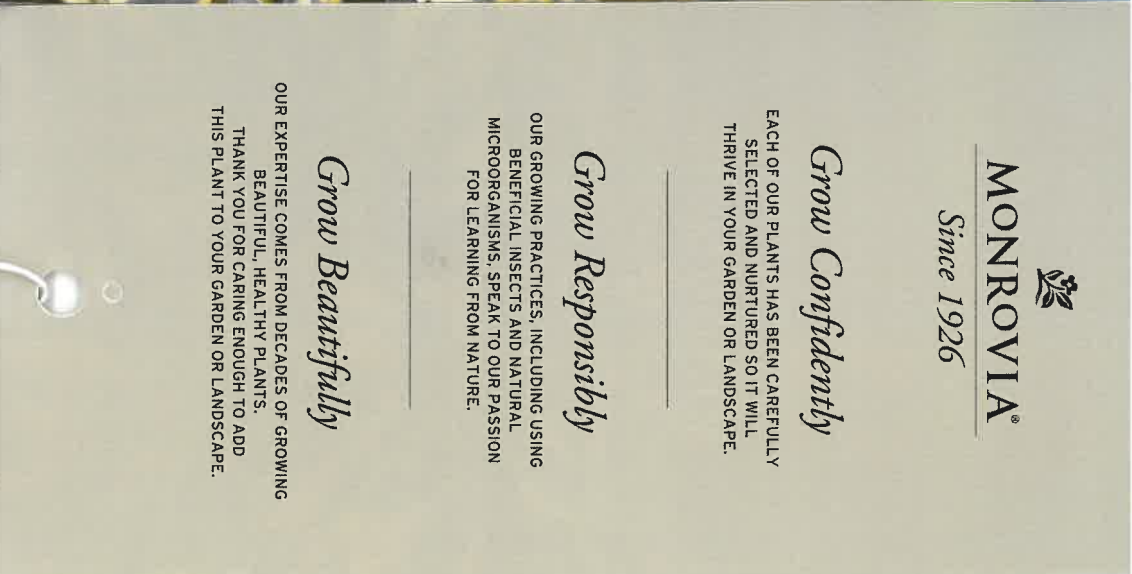 MONROVIA®
Since 1926
Grow Confidently
EACH OF OUR PLANTS HAS BEEN CAREFULLY
SELECTED AND NURTURED SO IT WILL
THRIVE IN YOUR GARDEN OR LANDSCAPE.
Grow Responsibly
OUR GROWING PRACTICES, INCLUDING USING
BENEFICIAL INSECTS AND NATURAL
MICROORGANISMS, SPEAK TO OUR PASSION
FOR LEARNING FROM NATURE.
Grow Beautifully
OUR EXPERTISE COMES FROM DECADES OF GROWING
BEAUTIFUL, HEALTHY PLANTS.
THANK YOU FOR CARING ENOUGH TO ADD
THIS PLANT TO YOUR GARDEN OR LANDSCAPE.